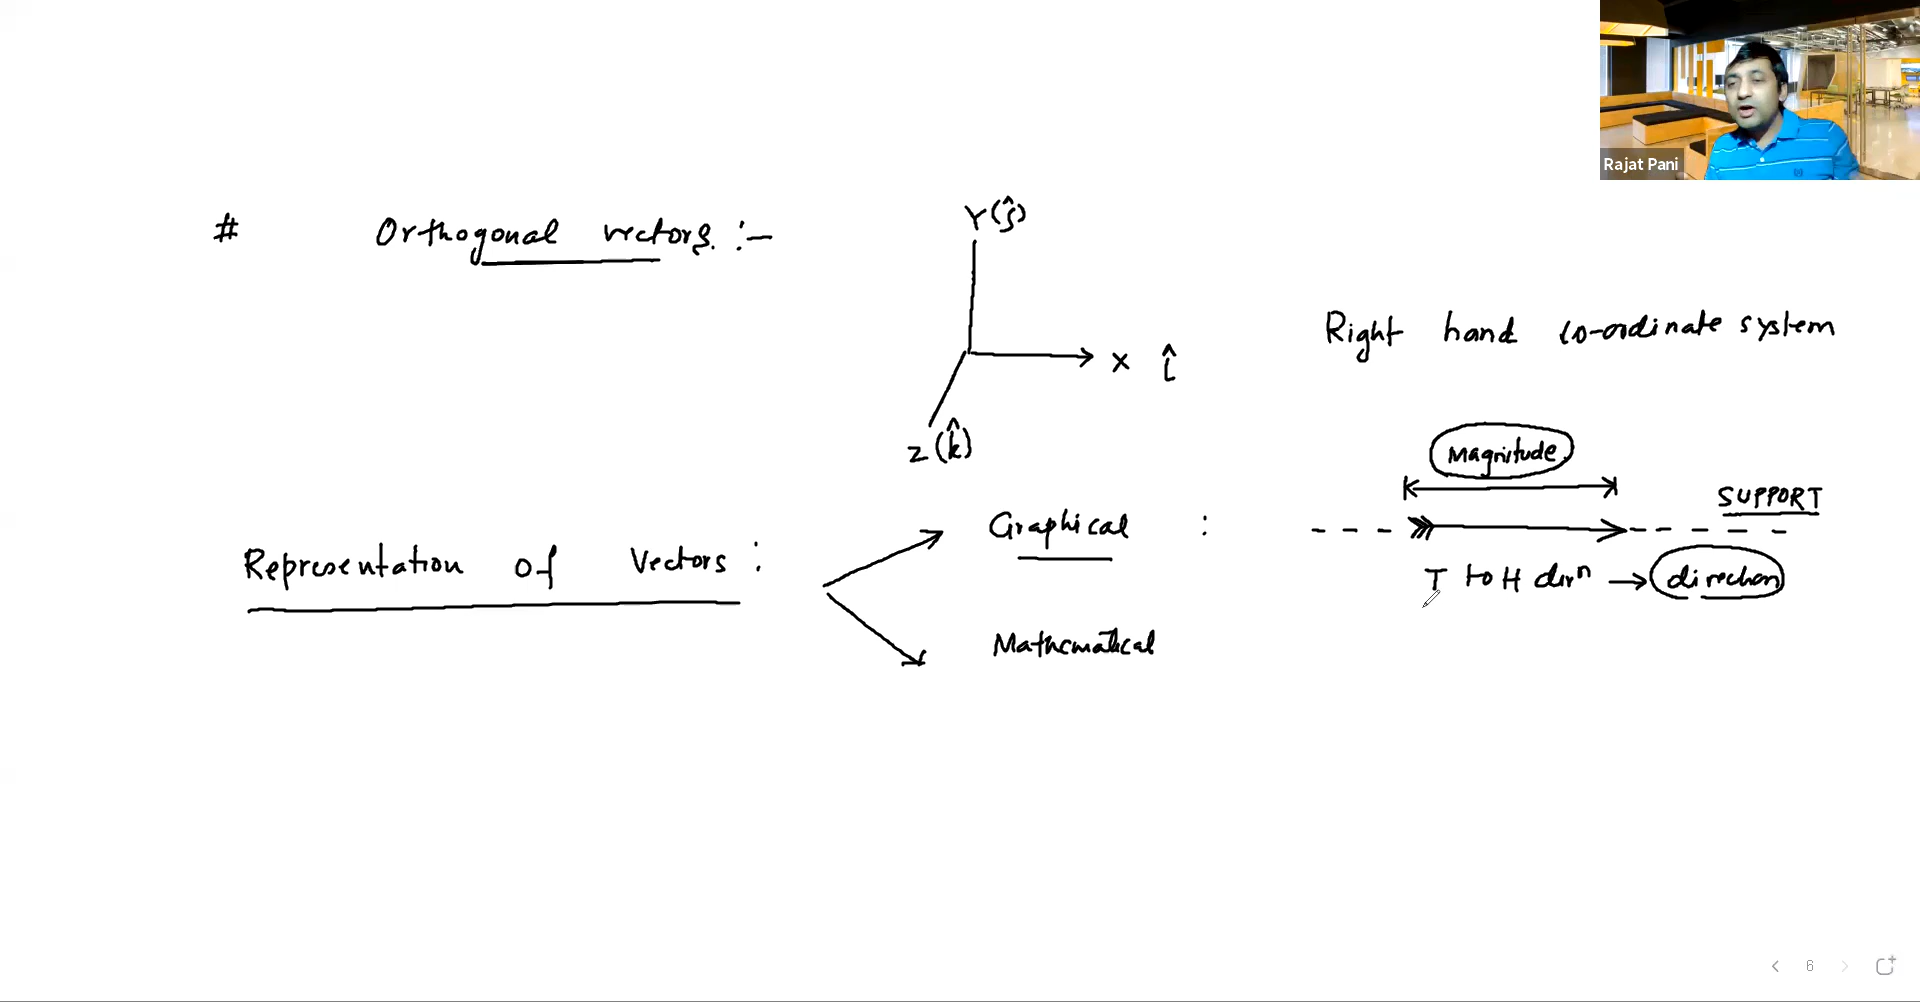 Rajat Pani
# Orthogonal vectors :-
Y(ĵ)
X î
Z(k̂)
Right hand co-ordinate system
Representation of Vectors :
Graphical :
Mathematical
Magnitude
SUPPORT
T to H dirⁿ → direction
6